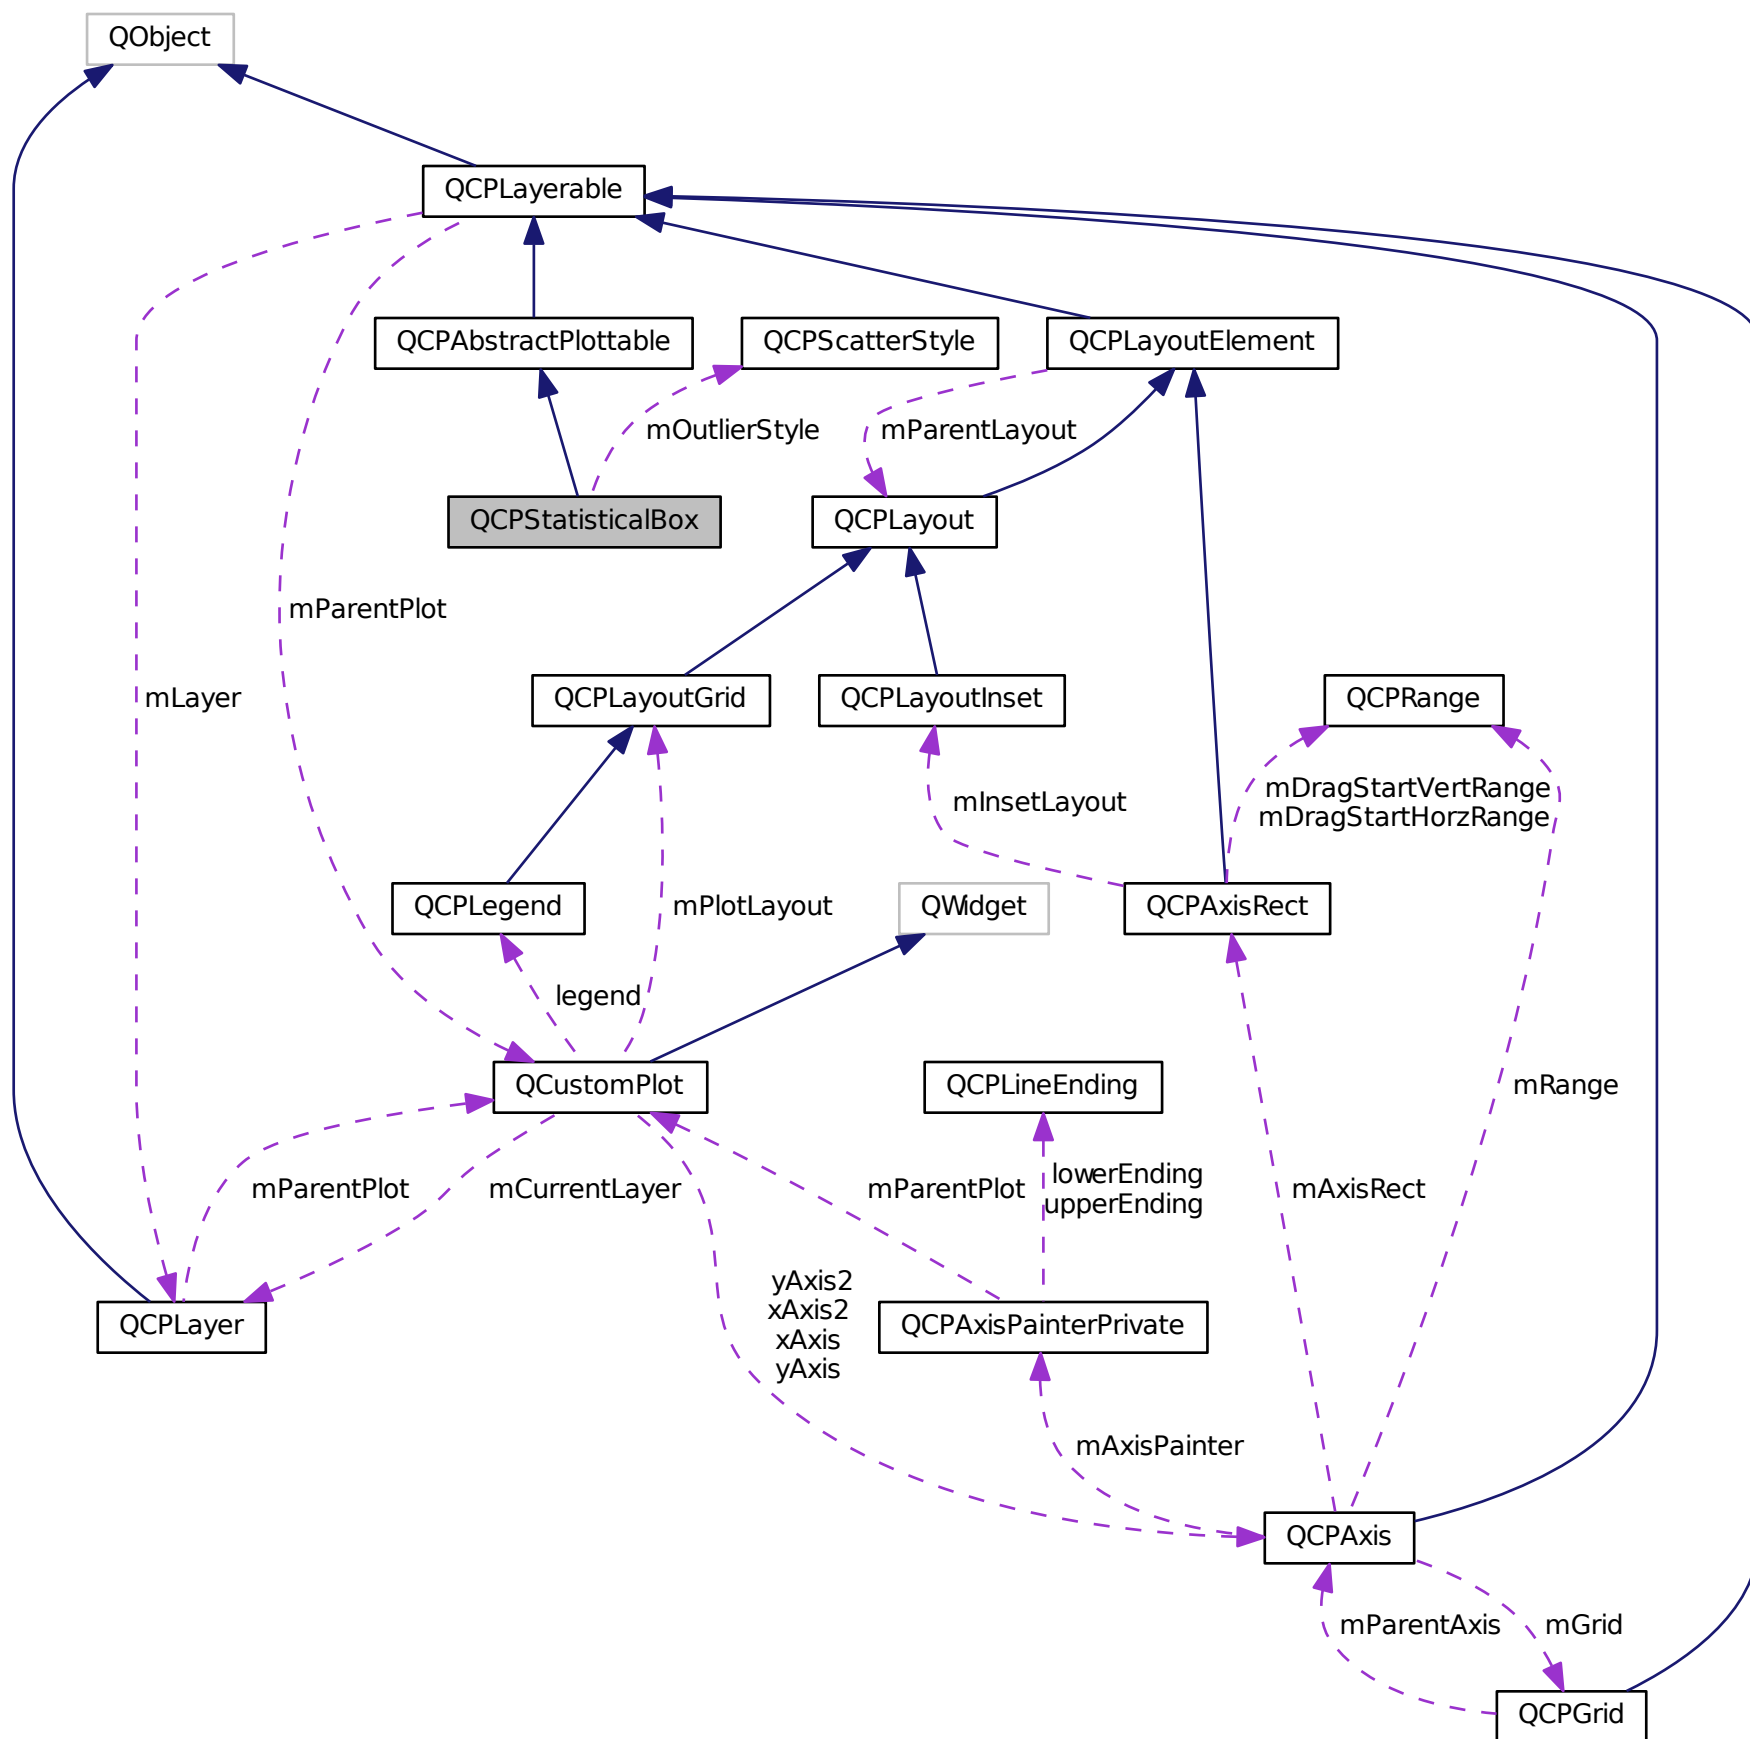 QObject
QCPLayerable
QCPAbstractPlottable
QCPScatterStyle
QCPLayoutElement
mOutlierStyle
mParentLayout
QCPStatisticalBox
QCPLayout
mParentPlot
mLayer
QCPLayoutGrid
QCPLayoutInset
QCPRange
mInsetLayout
mDragStartVertRange
mDragStartHorzRange
QCPLegend
mPlotLayout
QWidget
QCPAxisRect
legend
QCustomPlot
QCPLineEnding
mRange
mParentPlot
mCurrentLayer
mParentPlot
lowerEnding
upperEnding
mAxisRect
yAxis2
xAxis2
xAxis
yAxis
QCPLayer
QCPAxisPainterPrivate
mAxisPainter
QCPAxis
mParentAxis
mGrid
QCPGrid